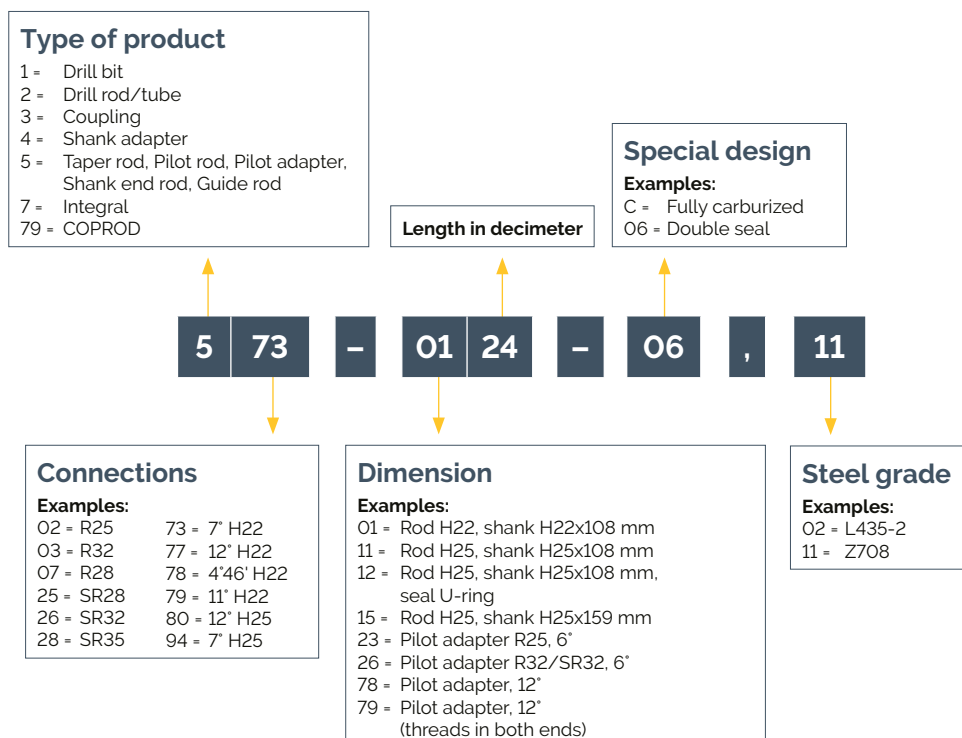 Type of product
1 = Drill bit
2 = Drill rod/tube
3 = Coupling
4 = Shank adapter
5 = Taper rod, Pilot rod, Pilot adapter,
Shank end rod, Guide rod
7 = Integral
79 = COPROD
Length in decimeter
Special design
Examples:
C = Fully carburized
06 = Double seal
5 73 – 01 24 – 06 , 11
Connections
Examples:
02 = R25
03 = R32
07 = R28
25 = SR28
26 = SR32
28 = SR35
73 = 7° H22
77 = 12° H22
78 = 4°46' H22
79 = 11° H22
80 = 12° H25
94 = 7° H25
Dimension
Examples:
01 = Rod H22, shank H22x108 mm
11 = Rod H25, shank H25x108 mm
12 = Rod H25, shank H25x108 mm,
seal U-ring
15 = Rod H25, shank H25x159 mm
23 = Pilot adapter R25, 6°
26 = Pilot adapter R32/SR32, 6°
78 = Pilot adapter, 12°
79 = Pilot adapter, 12°
(threads in both ends)
Steel grade
Examples:
02 = L435-2
11 = Z708